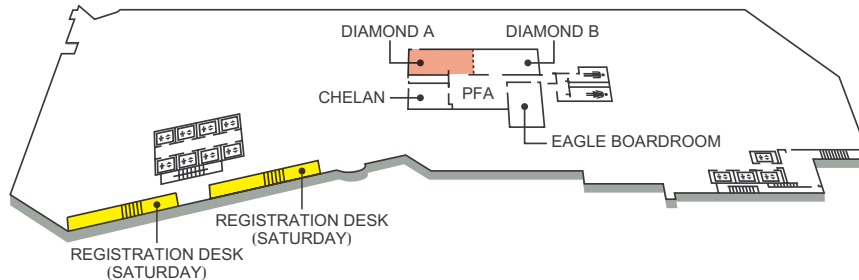 DIAMOND A
DIAMOND B
CHELAN
PFA
EAGLE BOARDROOM
REGISTRATION DESK
(SATURDAY)
REGISTRATION DESK
(SATURDAY)